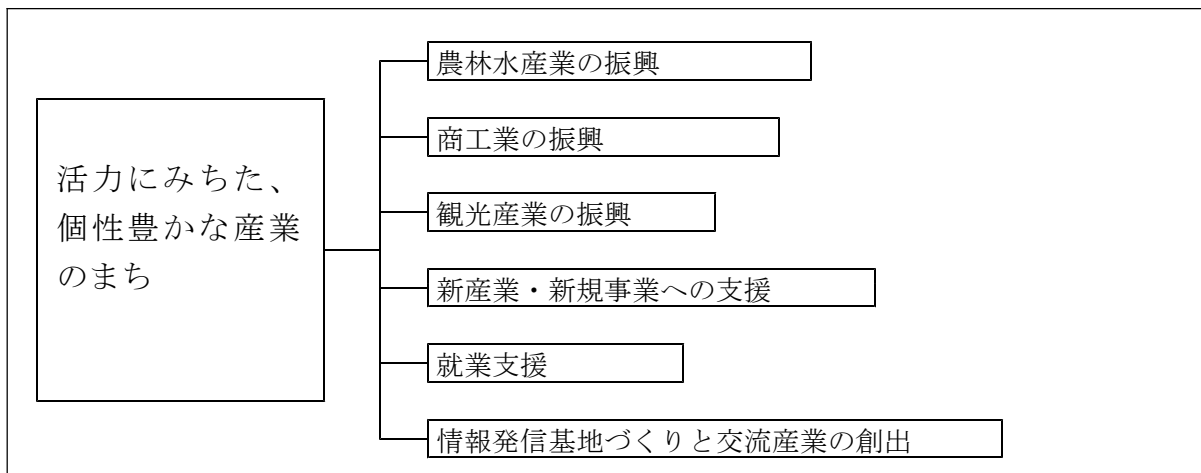 活力にみちた、
個性豊かな産業
のまち
農林水産業の振興
商工業の振興
観光産業の振興
新産業・新規事業への支援
就業支援
情報発信基地づくりと交流産業の創出